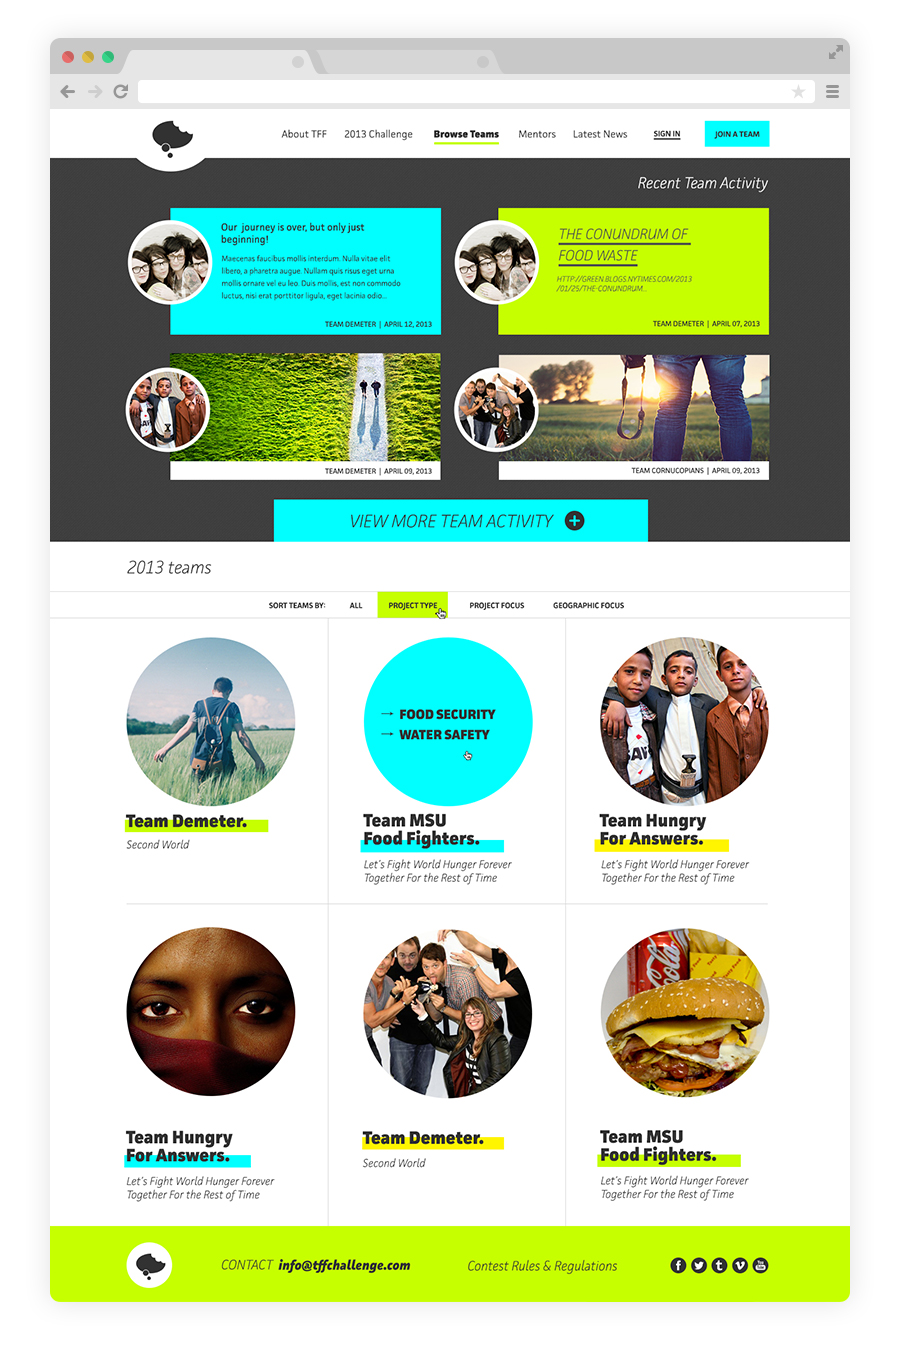 About TFF 2013 Challenge Browse Teams Mentors Latest News SIGN IN JOIN A TEAM
Recent Team Activity
Our journey is over, but only just
beginning!
Maecenas faucibus mollis interdum. Nulla vitae elit
libero, a pharetra augue. Nullam quis risus eget urna
mollis ornare vel eu leo. Duis mollis, est non commodo
luctus, nisi erat porttitor ligula, eget lacinia odio...
TEAM DEMETER | APRIL 12, 2013
THE CONUNDRUM OF
FOOD WASTE
HTTP://GREEN.BLOGS.NYTIMES.COM/2013
/01/25/THE-CONUNDRUM...
TEAM DEMETER | APRIL 07, 2013
TEAM DEMETER | APRIL 09, 2013
TEAM CORNUCOPIANS | APRIL 09, 2013
VIEW MORE TEAM ACTIVITY
2013 teams
SORT TEAMS BY: ALL PROJECT TYPE PROJECT FOCUS GEOGRAPHIC FOCUS
→ FOOD SECURITY
→ WATER SAFETY
Team Demeter.
Second World
Team MSU
Food Fighters.
Let's Fight World Hunger Forever
Together For the Rest of Time
Team Hungry
For Answers.
Let's Fight World Hunger Forever
Together For the Rest of Time
Team Hungry
For Answers.
Let's Fight World Hunger Forever
Together For the Rest of Time
Team Demeter.
Second World
Team MSU
Food Fighters.
Let's Fight World Hunger Forever
Together For the Rest of Time
CONTACT info@tffchallenge.com Contest Rules & Regulations